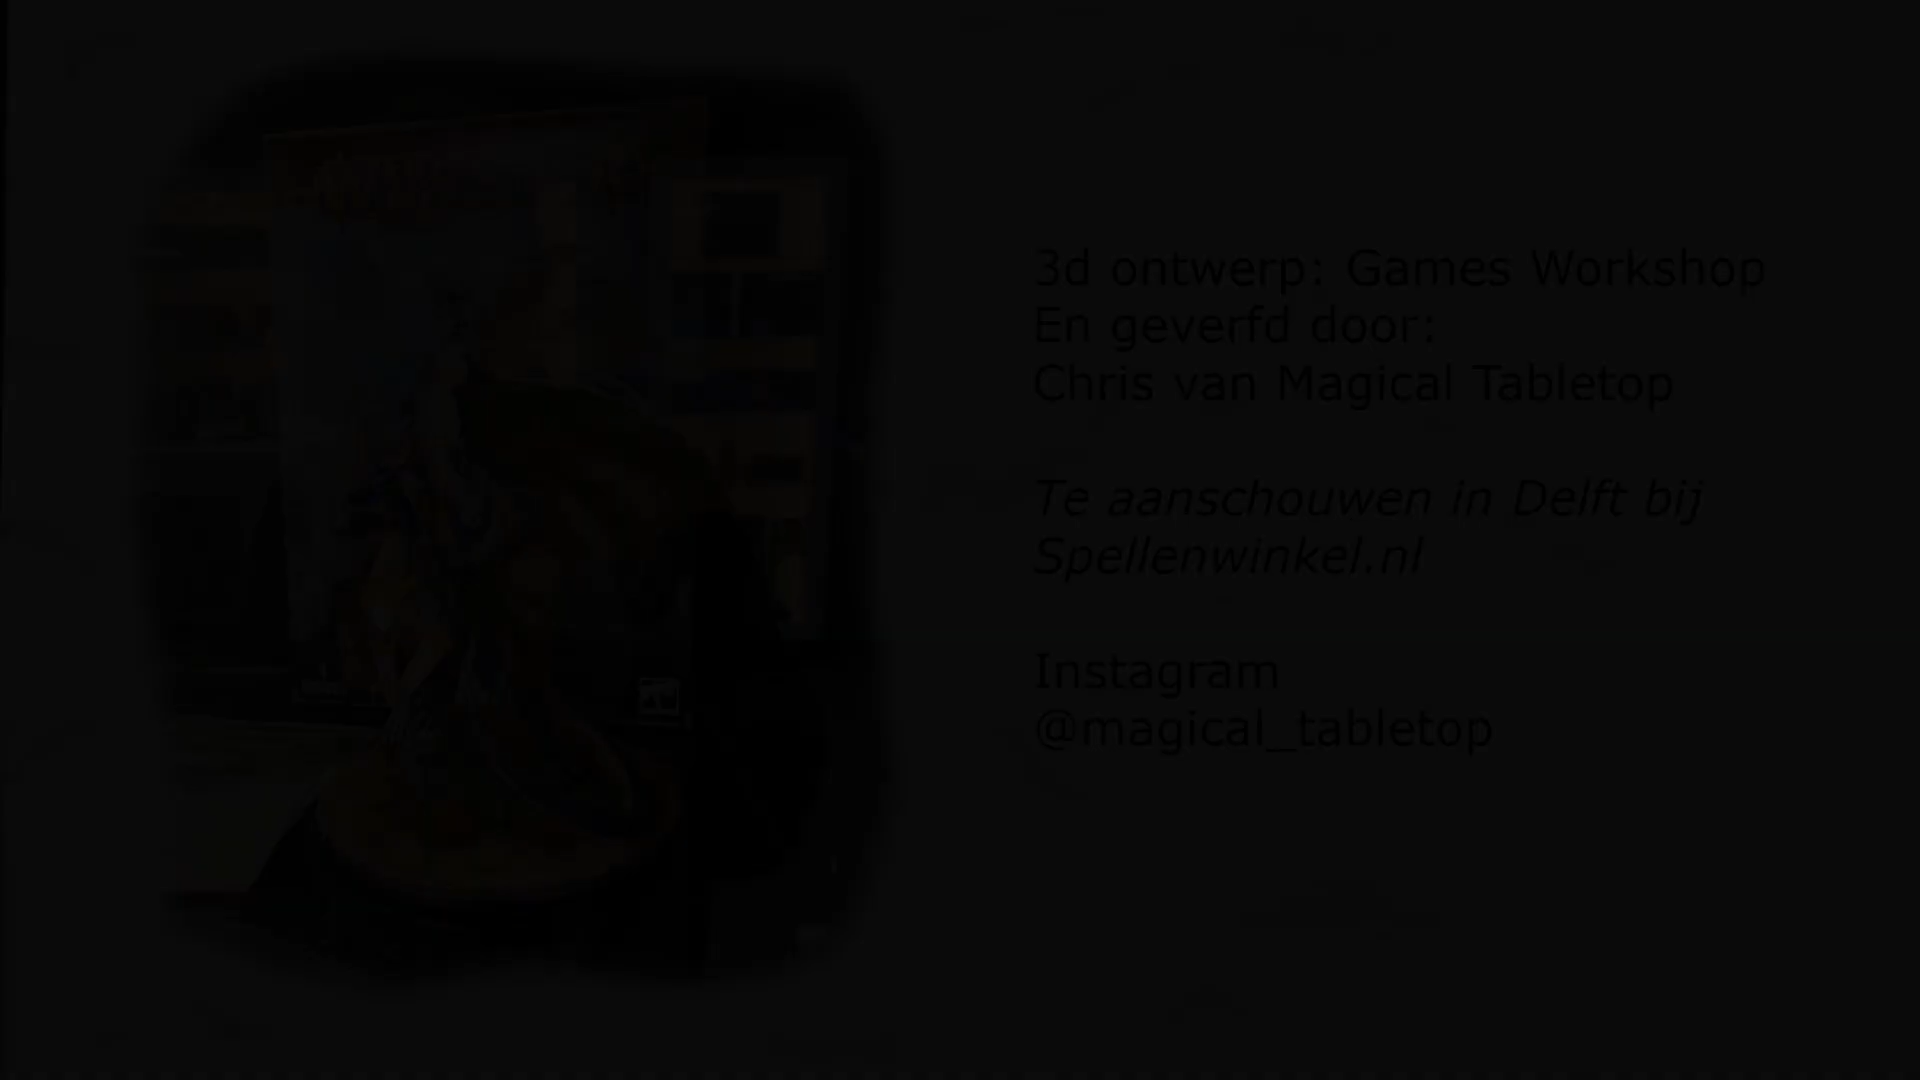 3d ontwerp: Games Workshop
En geverfd door:
Chris van Magical Tabletop
Te aanschouwen in Delft bij
Spellenwinkel.nl
Instagram
@magical_tabletop